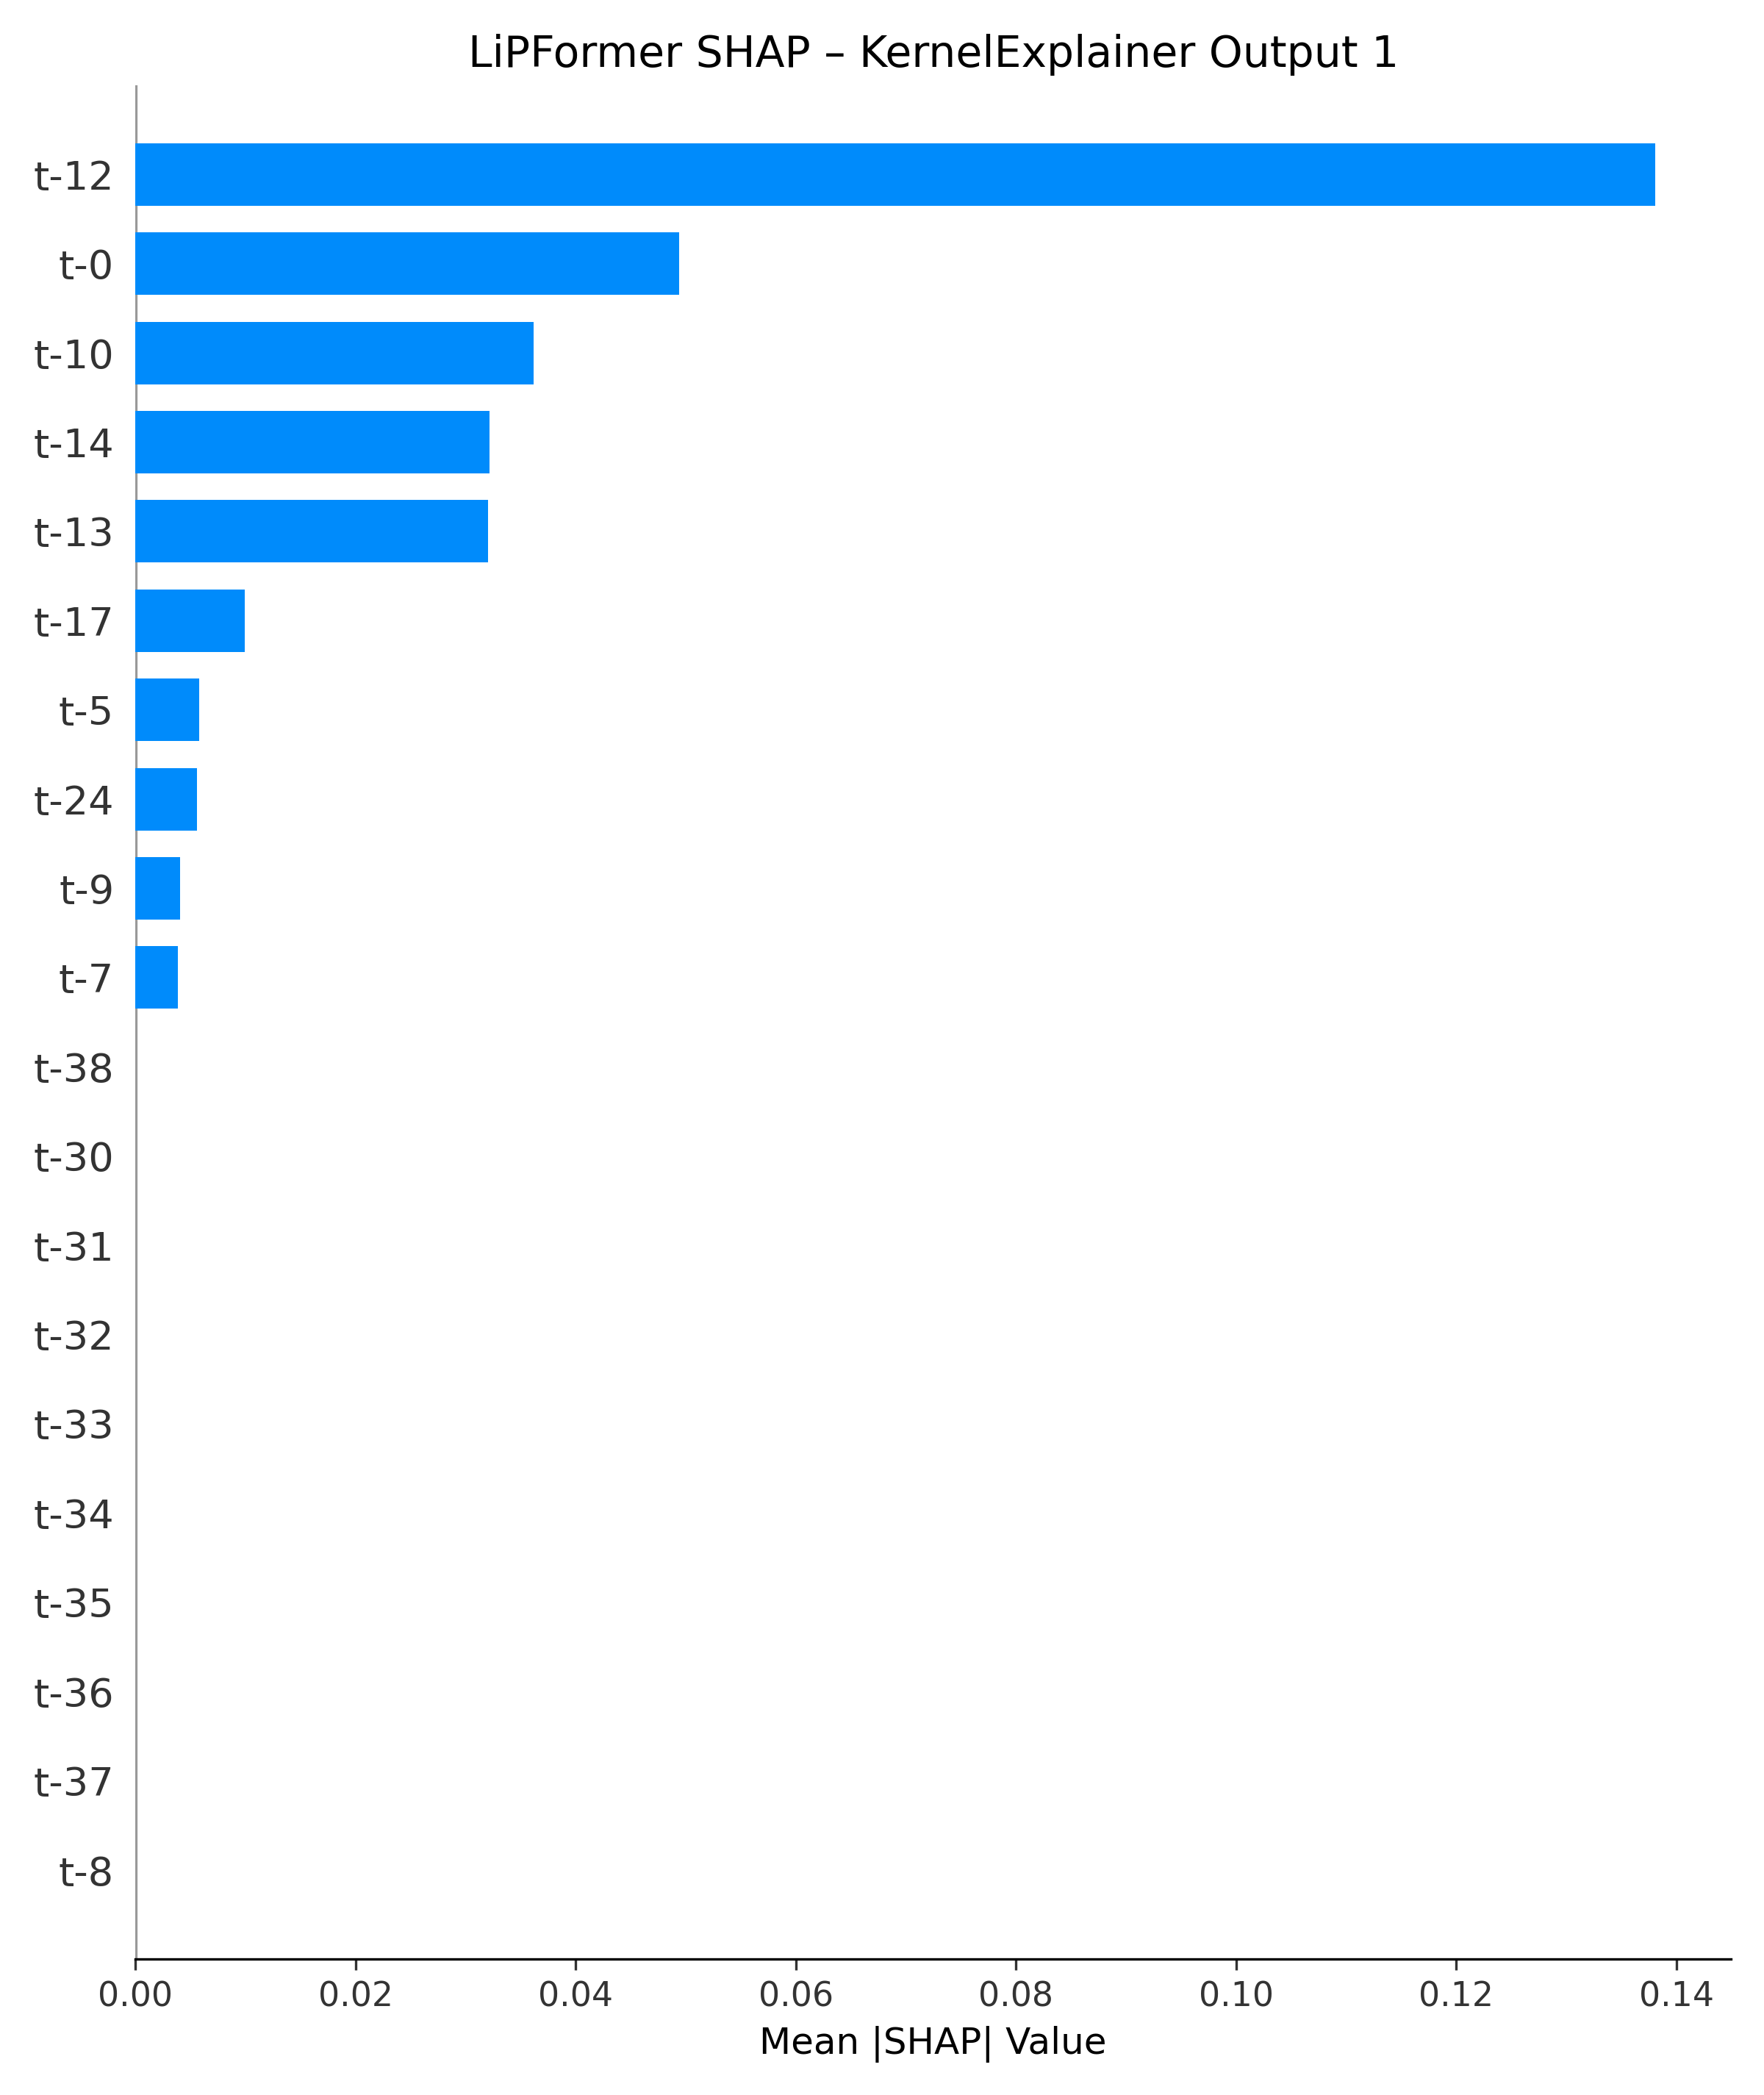 LiPFormer SHAP – KernelExplainer Output 1
t-12
t-0
t-10
t-14
t-13
t-17
t-5
t-24
t-9
t-7
t-38
t-30
t-31
t-32
t-33
t-34
t-35
t-36
t-37
t-8
0.00 0.02 0.04 0.06 0.08 0.10 0.12 0.14
Mean |SHAP| Value